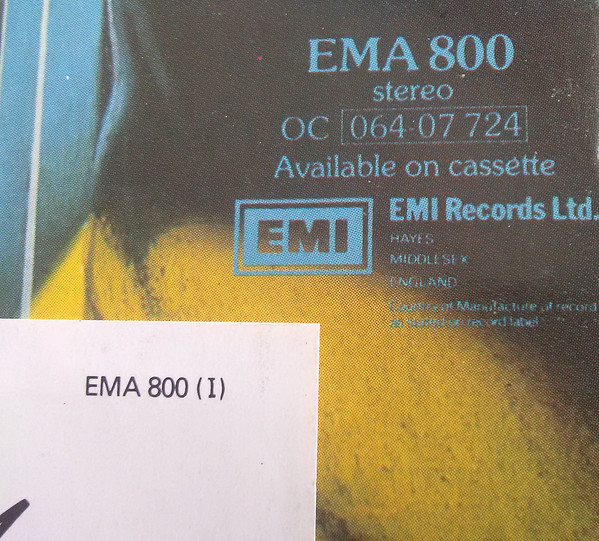 EMA 800
stereo
OC 064-07 724
Available on cassette
EMI
EMI Records Ltd.
HAYES
MIDDLESEX
ENGLAND
Country of Manufacture of record
as stated on record label
EMA 800 (I)